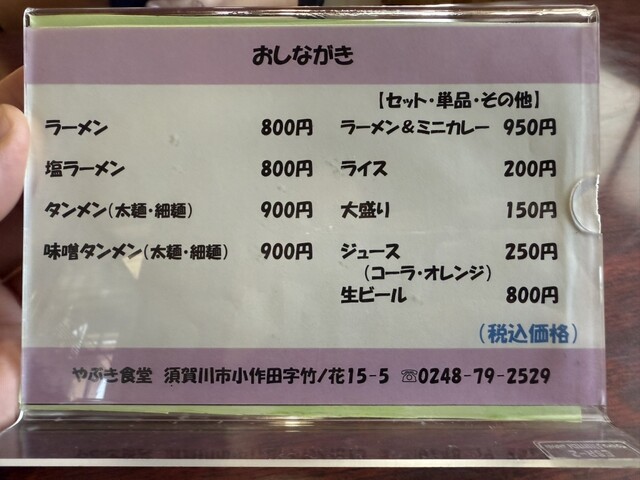 おしながき
【セット・単品・その他】
ラーメン 800円 ラーメン&ミニカレー 950円
塩ラーメン 800円 ライス 200円
タンメン(太麺・細麺) 900円 大盛り 150円
味噌タンメン(太麺・細麺) 900円 ジュース 250円
(コーラ・オレンジ)
生ビール 800円
(税込価格)
やぶき食堂 須賀川市小作田字竹ノ花15-5 ☎0248-79-2529